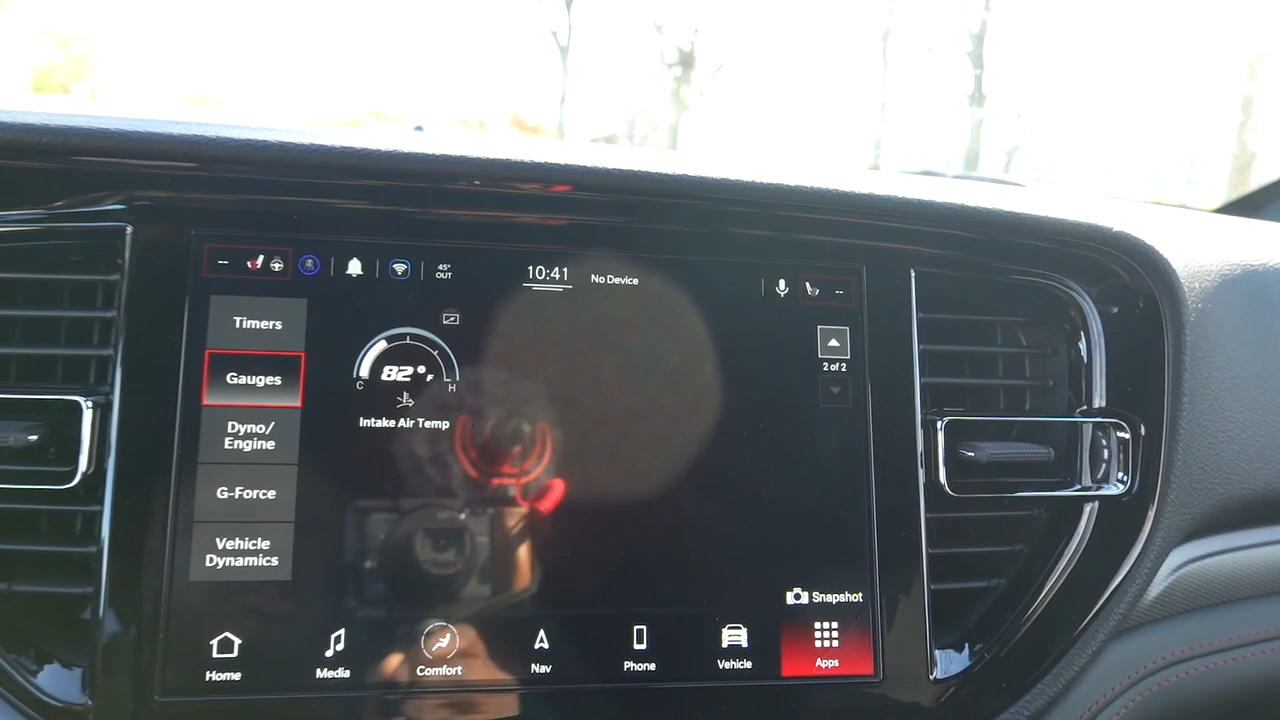 --
45°
OUT
10:41
No Device
--
Timers
Gauges
Dyno/
Engine
G-Force
Vehicle
Dynamics
82°F
C
H
Intake Air Temp
2 of 2
Snapshot
Home
Media
Comfort
Nav
Phone
Vehicle
Apps